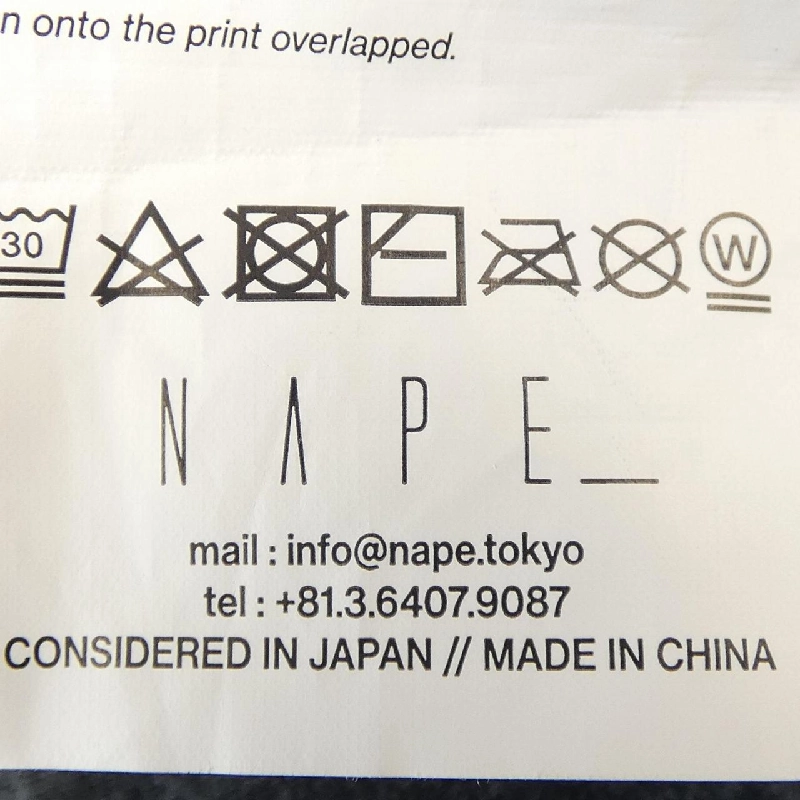 n onto the print overlapped.
30
W
NAPE_
mail : info@nape.tokyo
tel : +81.3.6407.9087
CONSIDERED IN JAPAN // MADE IN CHINA